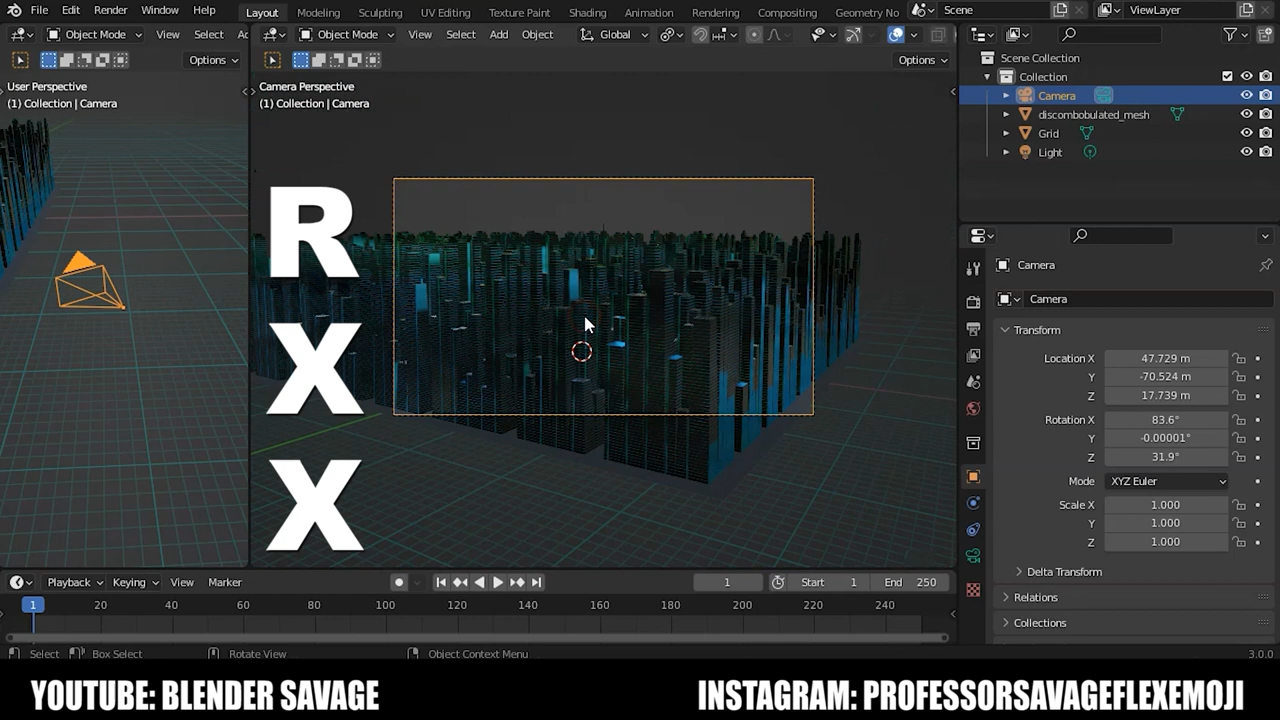 File Edit Render Window Help
Layout Modeling Sculpting UV Editing Texture Paint Shading Animation Rendering Compositing Geometry No
Scene
ViewLayer
Object Mode View Select Ac
Object Mode View Select Add Object Global
Options
Options
User Perspective
(1) Collection | Camera
Camera Perspective
(1) Collection | Camera
R
X
X
Scene Collection
Collection
Camera
discombobulated_mesh
Grid
Light
Camera
Camera
Transform
Location X 47.729 m
Y -70.524 m
Z 17.739 m
Rotation X 83.6°
Y -0.00001°
Z 31.9°
Mode XYZ Euler
Scale X 1.000
Y 1.000
Z 1.000
Delta Transform
Relations
Collections
Playback Keying View Marker
1 Start 1 End 250
1 20 40 60 80 100 120 140 160 180 200 220 240
Select Box Select Rotate View Object Context Menu 3.0.0
YOUTUBE: BLENDER SAVAGE
INSTAGRAM: PROFESSORSAVAGEFLEXEMOJI